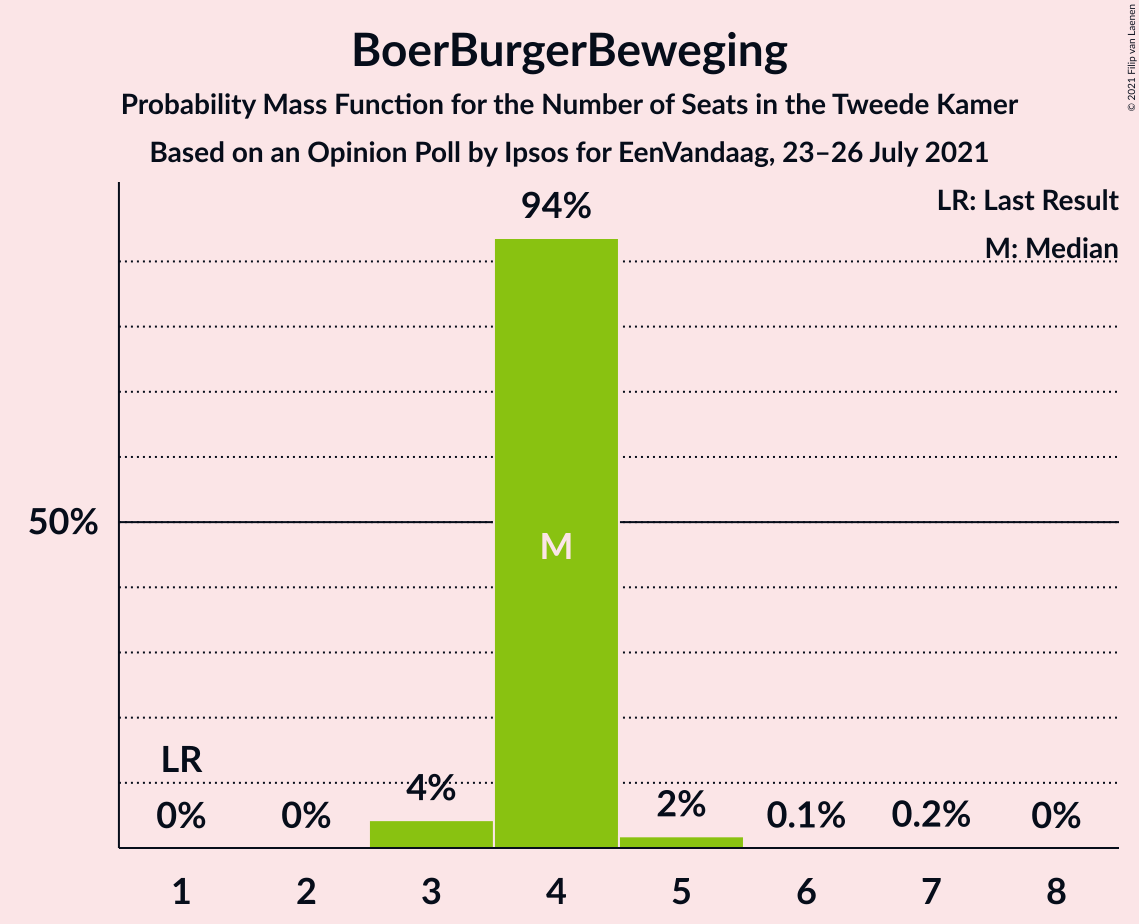 BoerBurgerBeweging
Probability Mass Function for the Number of Seats in the Tweede Kamer
Based on an Opinion Poll by Ipsos for EenVandaag, 23–26 July 2021
© 2021 Filip van Laenen
LR: Last Result
M: Median
94%
50%
M
LR
0%
0%
4%
2%
0.1%
0.2%
0%
1
2
3
4
5
6
7
8